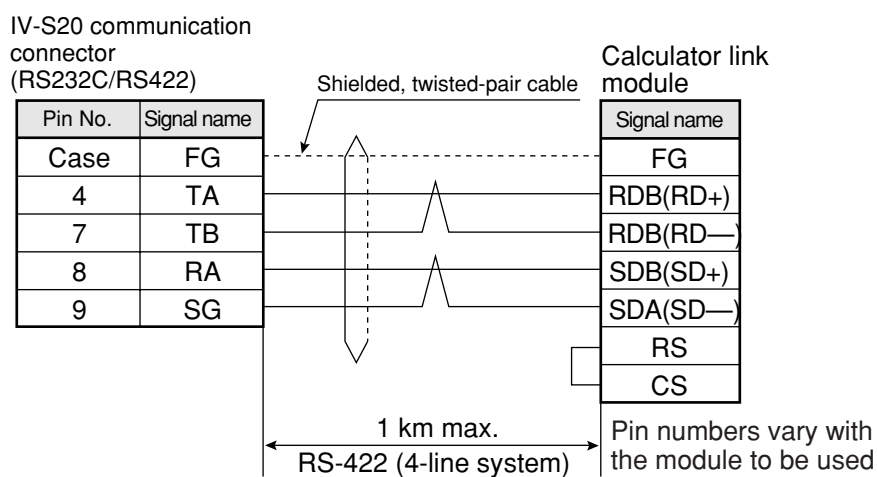 IV-S20 communication
connector
(RS232C/RS422)
Shielded, twisted-pair cable
Calculator link
module
Pin No. Signal name
Signal name
Case FG
FG
4 TA
RDB(RD+)
7 TB
RDB(RD—)
8 RA
SDB(SD+)
9 SG
SDA(SD—)
RS
CS
1 km max.
RS-422 (4-line system)
Pin numbers vary with
the module to be used